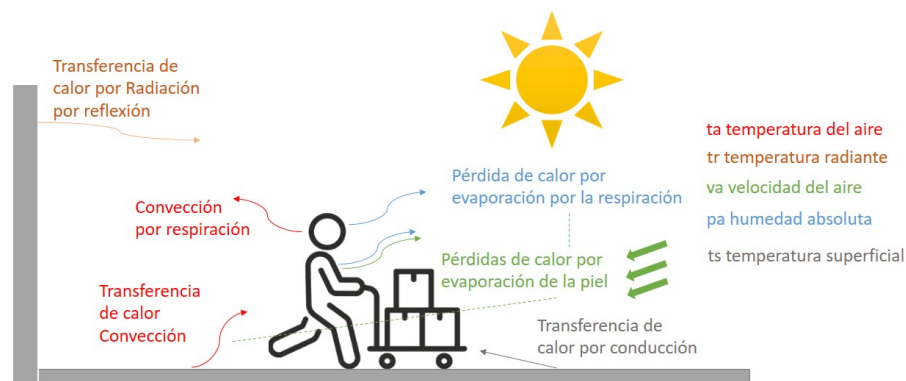 Transferencia de
calor por Radiación
por reflexión
ta temperatura del aire
tr temperatura radiante
va velocidad del aire
pa humedad absoluta
ts temperatura superficial
Pérdida de calor por
evaporación por la respiración
Convección
por respiración
Pérdidas de calor por
evaporación de la piel
Transferencia
de calor
Convección
Transferencia de
calor por conducción